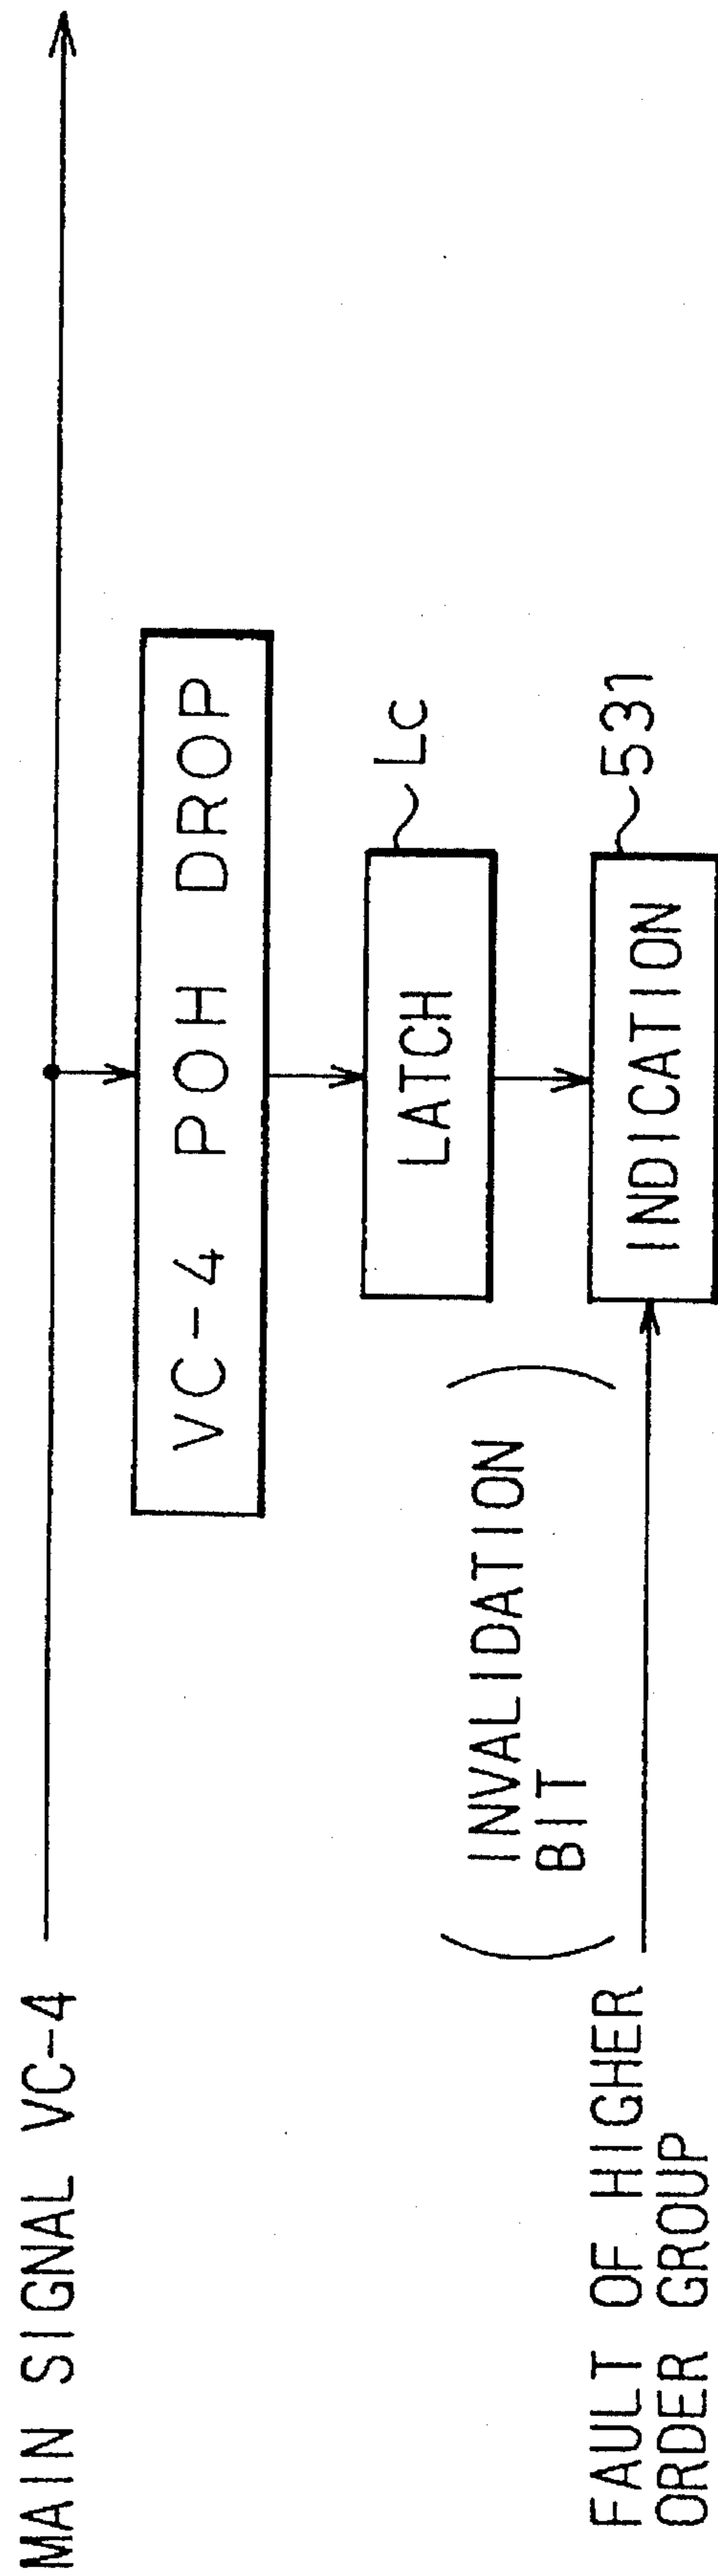 MAIN SIGNAL VC-4
VC-4 POH DROP
LATCH
Lc
(INVALIDATION
BIT)
FAULT OF HIGHER
ORDER GROUP
INDICATION
531